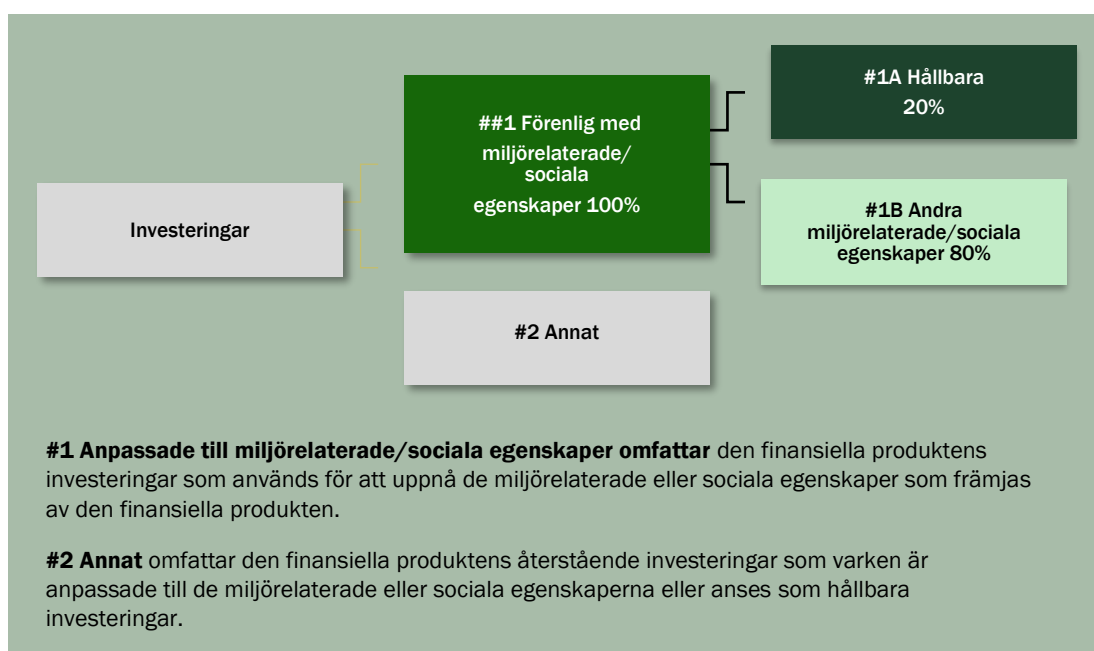 #1A Hållbara
20%
##1 Förenlig med
miljörelaterade/
sociala
egenskaper 100%
Investeringar
#1B Andra
miljörelaterade/sociala
egenskaper 80%
#2 Annat
#1 Anpassade till miljörelaterade/sociala egenskaper omfattar den finansiella produktens
investeringar som används för att uppnå de miljörelaterade eller sociala egenskaper som främjas
av den finansiella produkten.
#2 Annat omfattar den finansiella produktens återstående investeringar som varken är
anpassade till de miljörelaterade eller sociala egenskaperna eller anses som hållbara
investeringar.